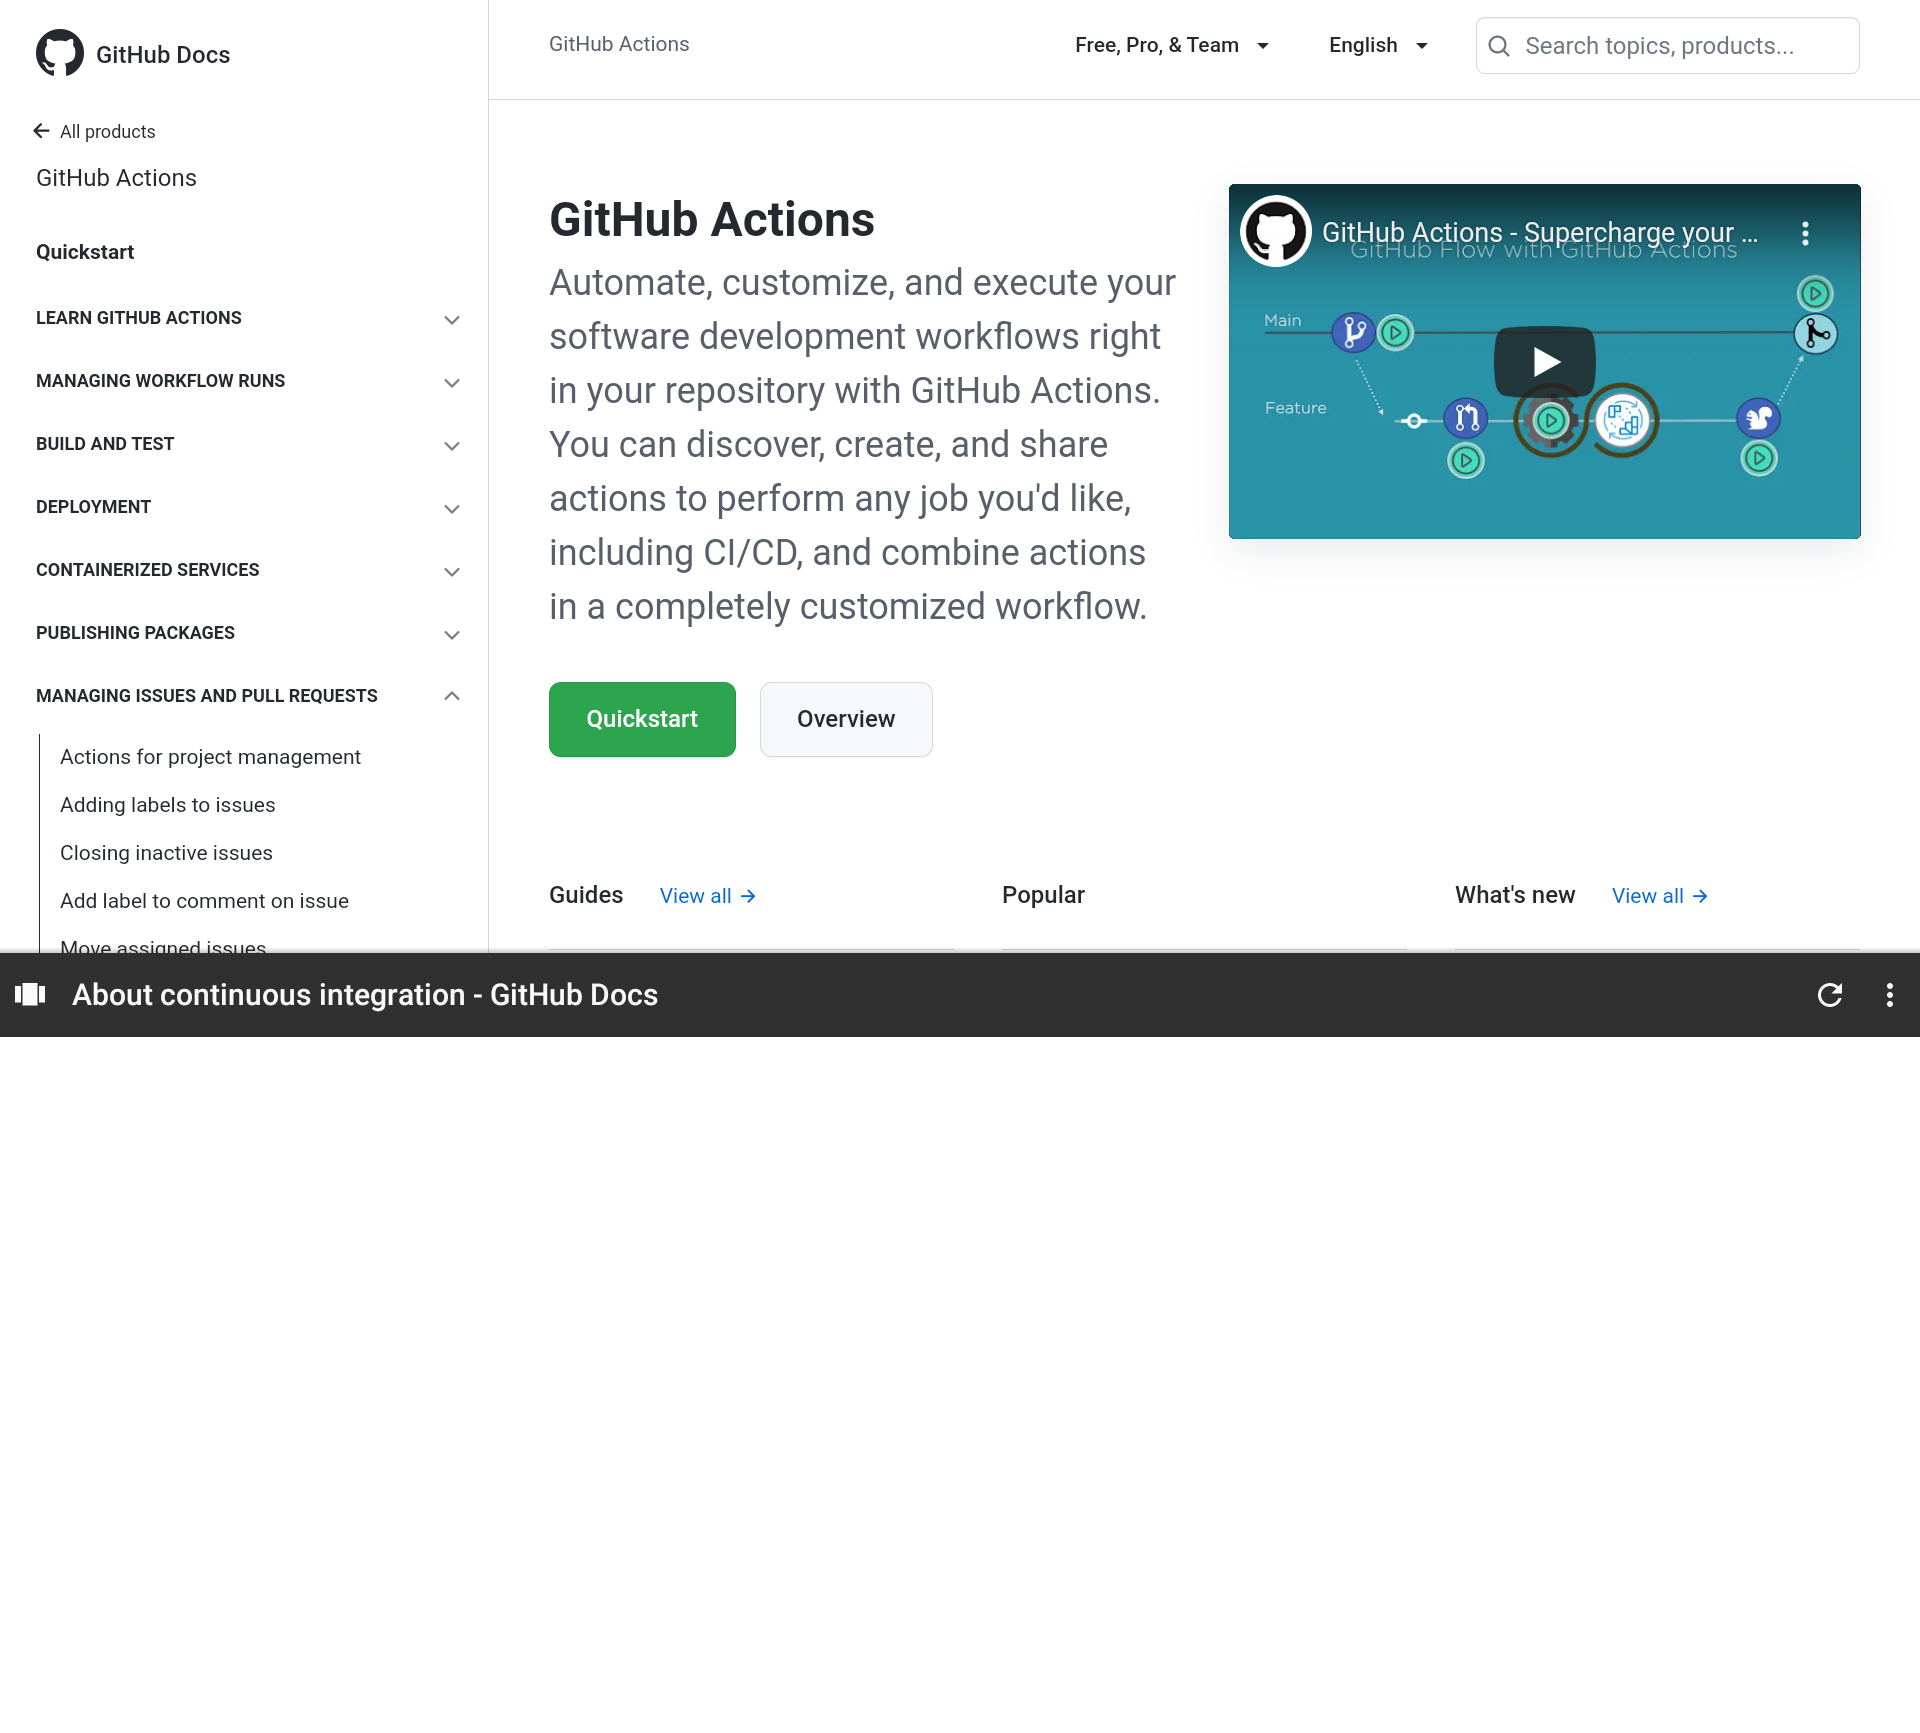 GitHub Docs
All products
GitHub Actions
Quickstart
LEARN GITHUB ACTIONS
MANAGING WORKFLOW RUNS
BUILD AND TEST
DEPLOYMENT
CONTAINERIZED SERVICES
PUBLISHING PACKAGES
MANAGING ISSUES AND PULL REQUESTS
Actions for project management
Adding labels to issues
Closing inactive issues
Add label to comment on issue
Move assigned issues
GitHub Actions
Free, Pro, & Team
English
Search topics, products...
GitHub Actions
Automate, customize, and execute your
software development workflows right
in your repository with GitHub Actions.
You can discover, create, and share
actions to perform any job you'd like,
including CI/CD, and combine actions
in a completely customized workflow.
Quickstart
Overview
GitHub Actions - Supercharge your ...
GitHub Flow with GitHub Actions
Main
Feature
Guides
View all
Popular
What's new
View all
About continuous integration - GitHub Docs